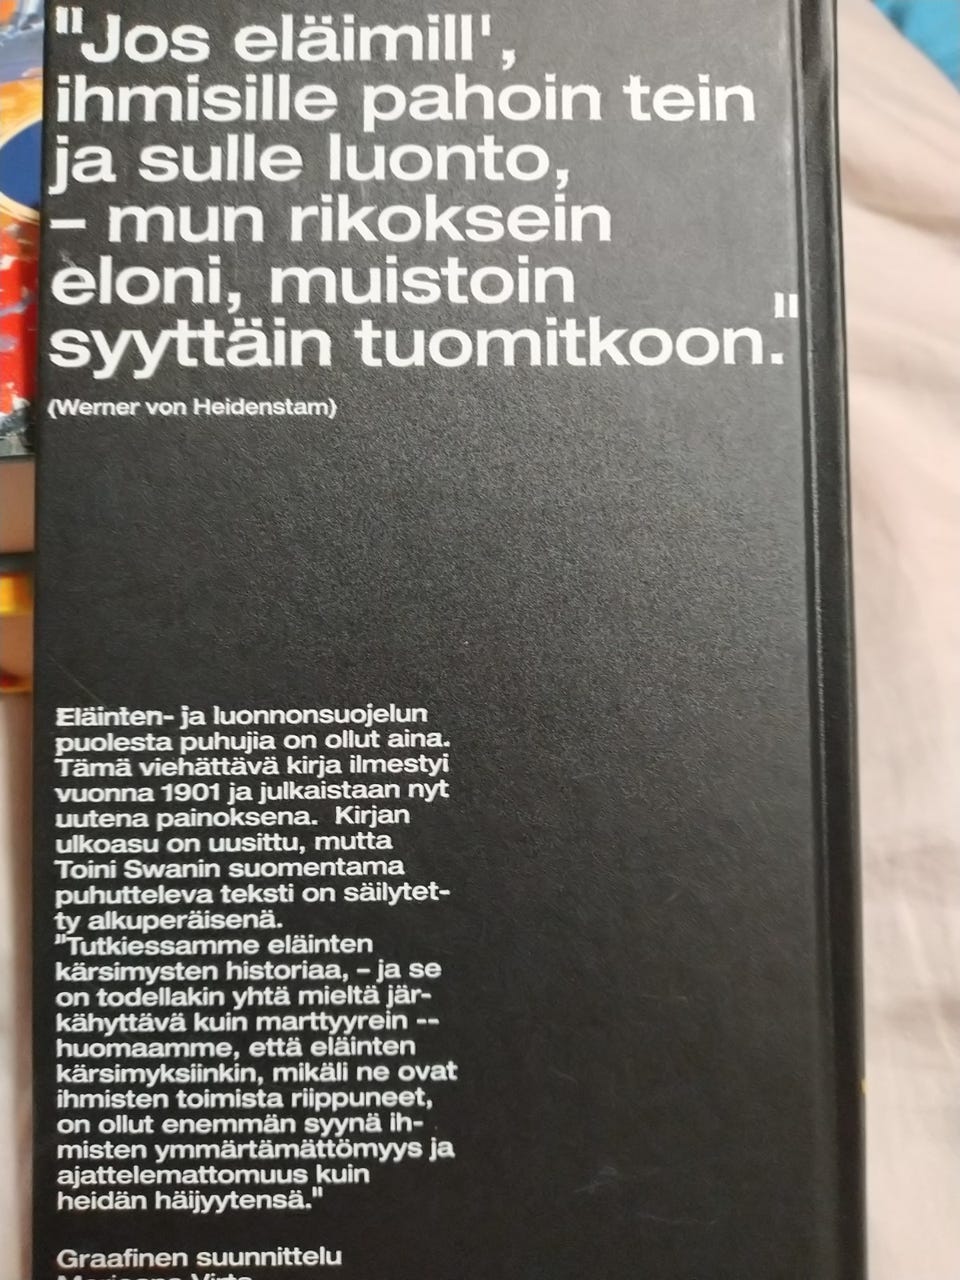 "Jos eläimill',
ihmisille pahoin tein
ja sulle luonto,
– mun rikoksein
eloni, muistoin
syyttäin tuomitkoon."
(Werner von Heidenstam)
Eläinten- ja luonnonsuojelun
puolesta puhujia on ollut aina.
Tämä viehättävä kirja ilmestyi
vuonna 1901 ja julkaistaan nyt
uutena painoksena. Kirjan
ulkoasu on uusittu, mutta
Toini Swanin suomentama
puhutteleva teksti on säilytet-
ty alkuperäisenä.
"Tutkiessamme eläinten
kärsimysten historiaa, – ja se
on todellakin yhtä mieltä jär-
kähyttävä kuin marttyyrein --
huomaamme, että eläinten
kärsimyksiinkin, mikäli ne ovat
ihmisten toimista riippuneet,
on ollut enemmän syynä ih-
misten ymmärtämättömyys ja
ajattelemattomuus kuin
heidän häijyytensä."
Graafinen suunnittelu